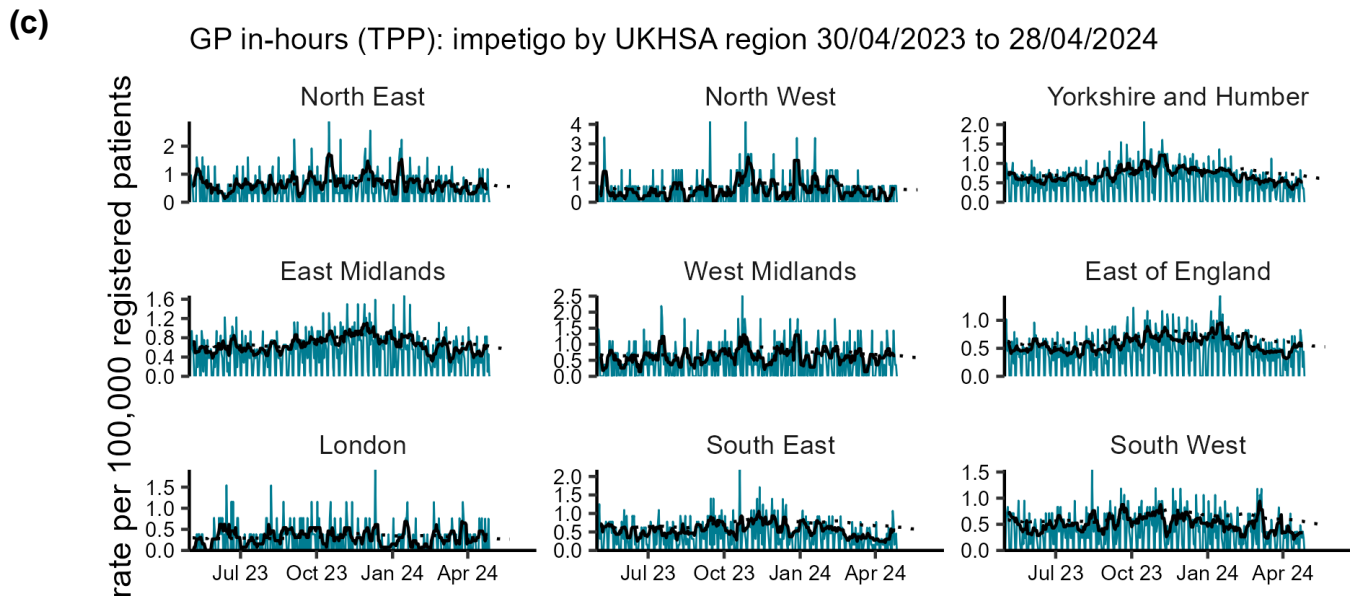 (c)
GP in-hours (TPP): impetigo by UKHSA region 30/04/2023 to 28/04/2024
rate per 100,000 registered patients
North East
2
1
0
North West
4
3
2
1
0
Yorkshire and Humber
2.0
1.5
1.0
0.5
0.0
East Midlands
1.6
1.2
0.8
0.4
0.0
West Midlands
2.5
2.0
1.5
1.0
0.5
0.0
East of England
1.0
0.5
0.0
London
1.5
1.0
0.5
0.0
Jul 23 Oct 23 Jan 24 Apr 24
South East
2.0
1.5
1.0
0.5
0.0
Jul 23 Oct 23 Jan 24 Apr 24
South West
1.5
1.0
0.5
0.0
Jul 23 Oct 23 Jan 24 Apr 24